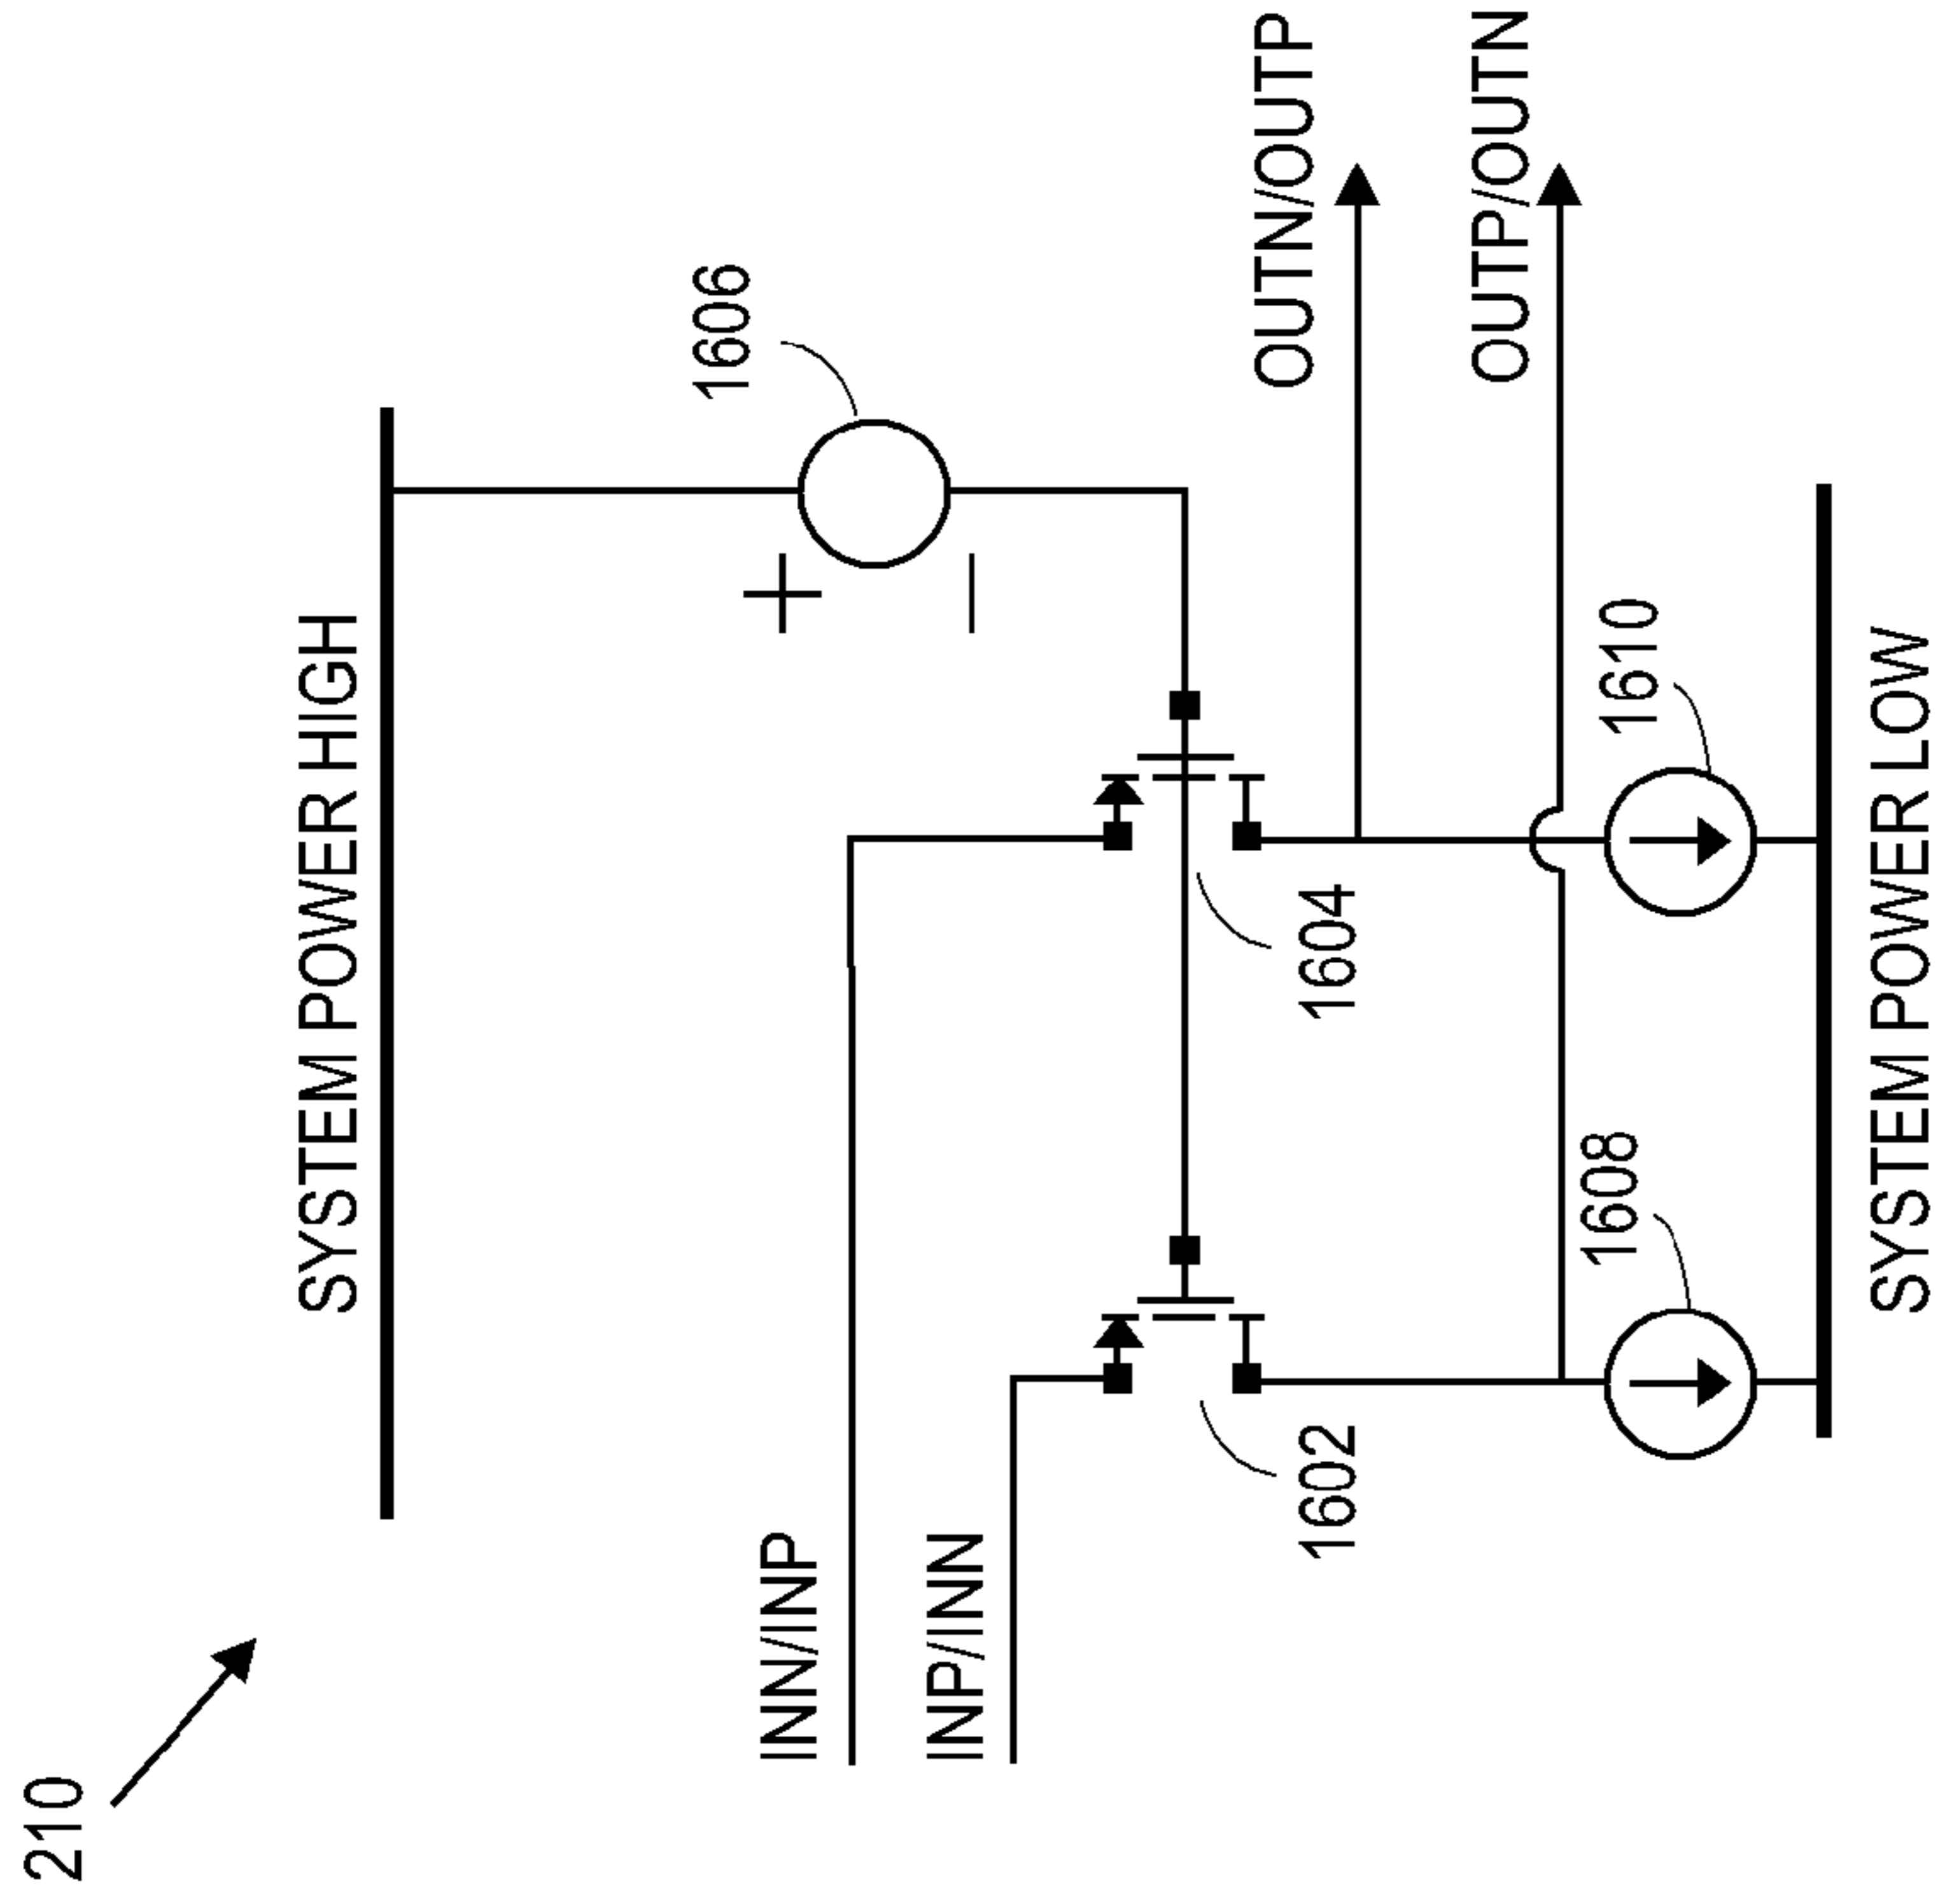 210
SYSTEM POWER HIGH
INN/INP
INP/INN
1606
1604
1602
OUTN/OUTP
OUTP/OUTN
1608
1610
SYSTEM POWER LOW